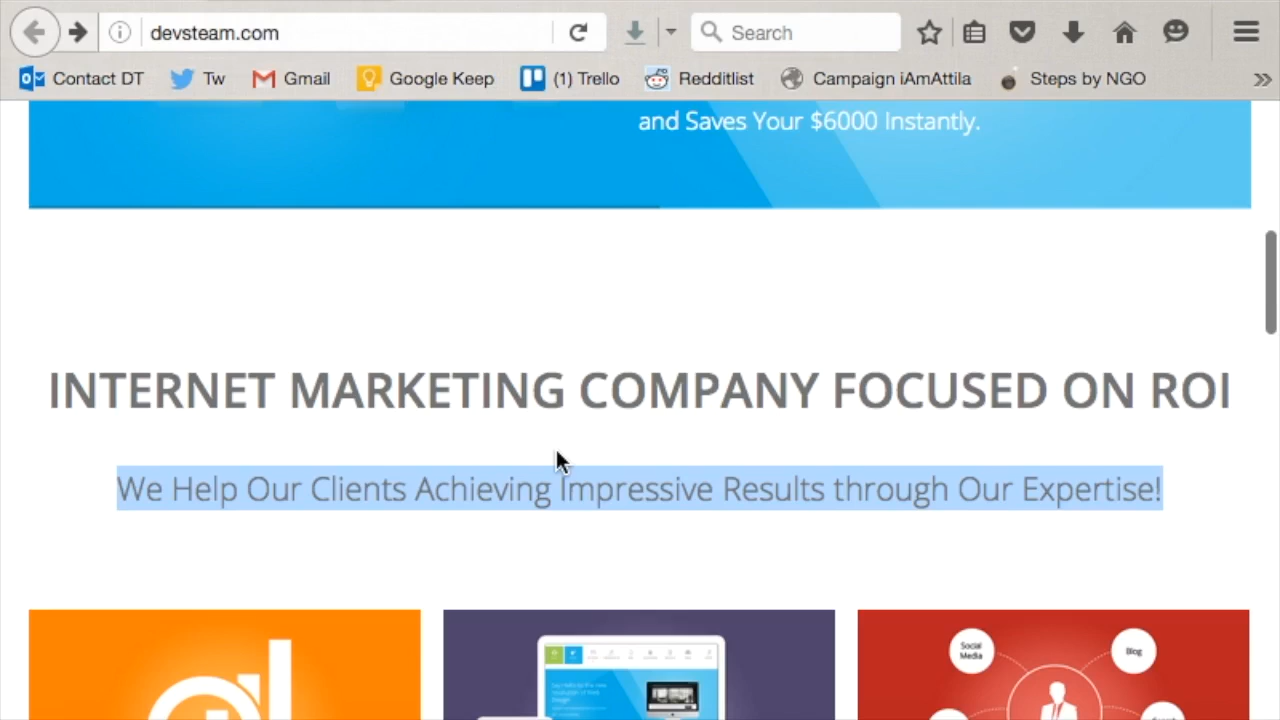 devsteam.com
Search
Contact DT
Tw
Gmail
Google Keep
(1) Trello
Redditlist
Campaign iAmAttila
Steps by NGO
and Saves Your $6000 Instantly.
INTERNET MARKETING COMPANY FOCUSED ON ROI
We Help Our Clients Achieving Impressive Results through Our Expertise!
Social
Media
Blog